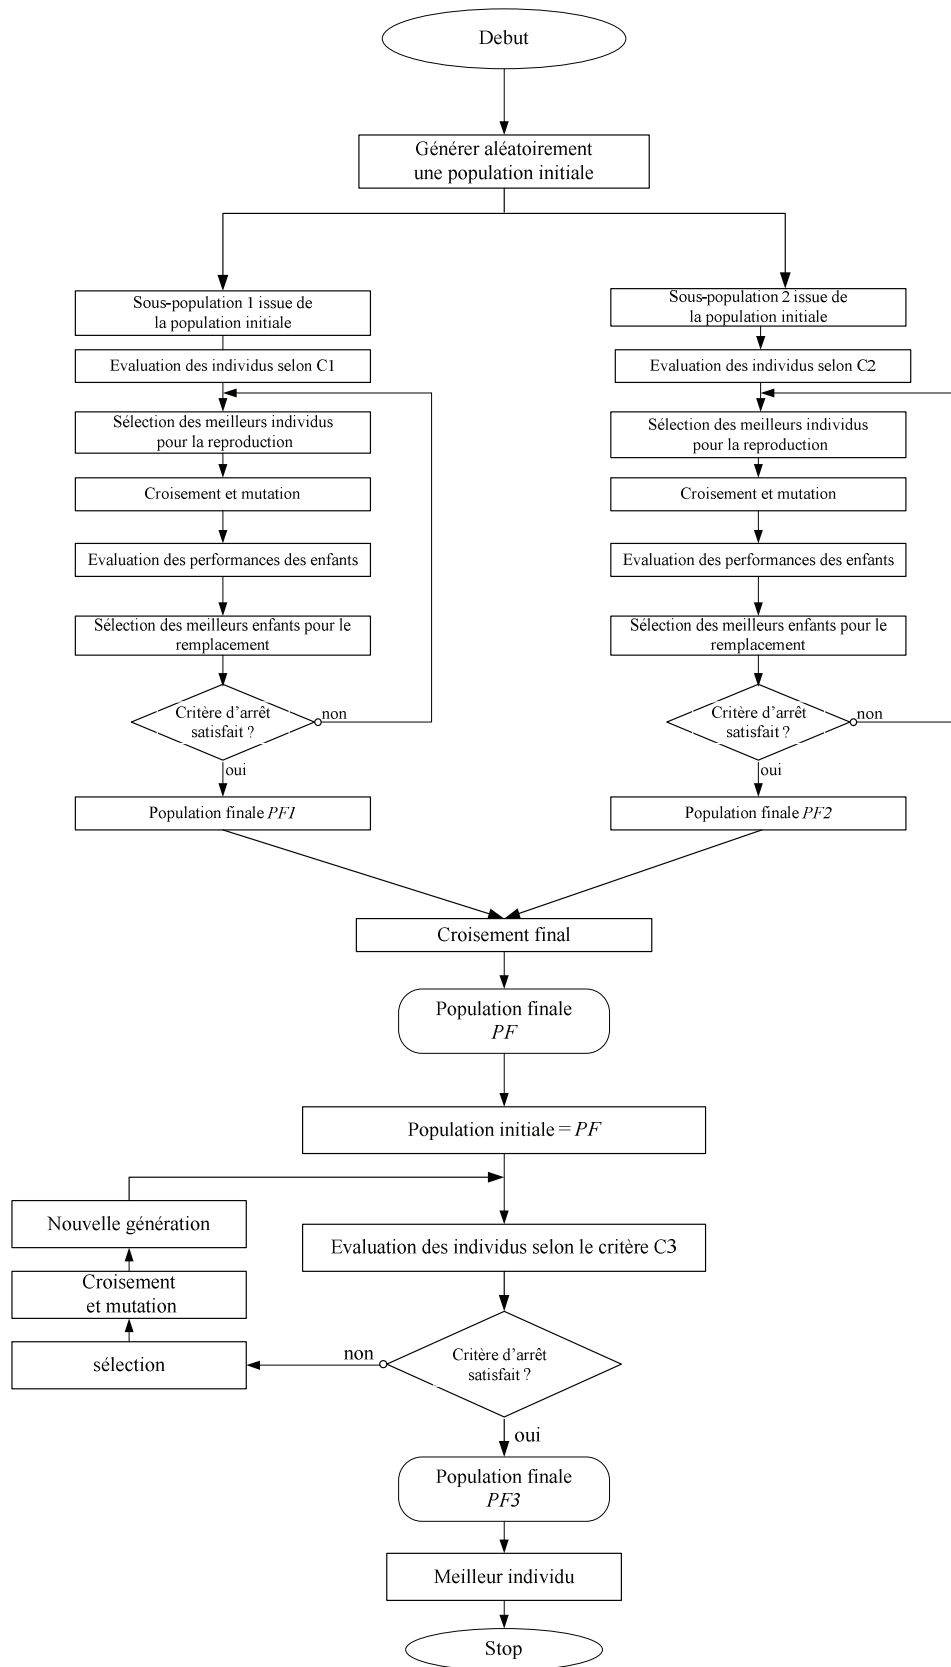 Debut
Générer aléatoirement
une population initiale
Sous-population 1 issue de
la population initiale
Evaluation des individus selon C1
Sélection des meilleurs individus
pour la reproduction
Croisement et mutation
Evaluation des performances des enfants
Sélection des meilleurs enfants pour le
remplacement
Critère d'arrêt
satisfait ?
non
oui
Population finale PF1
Sous-population 2 issue de
la population initiale
Evaluation des individus selon C2
Sélection des meilleurs individus
pour la reproduction
Croisement et mutation
Evaluation des performances des enfants
Sélection des meilleurs enfants pour le
remplacement
Critère d'arrêt
satisfait ?
non
oui
Population finale PF2
Croisement final
Population finale
PF
Population initiale = PF
Nouvelle génération
Evaluation des individus selon le critère C3
Croisement
et mutation
sélection
non
Critère d'arrêt
satisfait ?
oui
Population finale
PF3
Meilleur individu
Stop